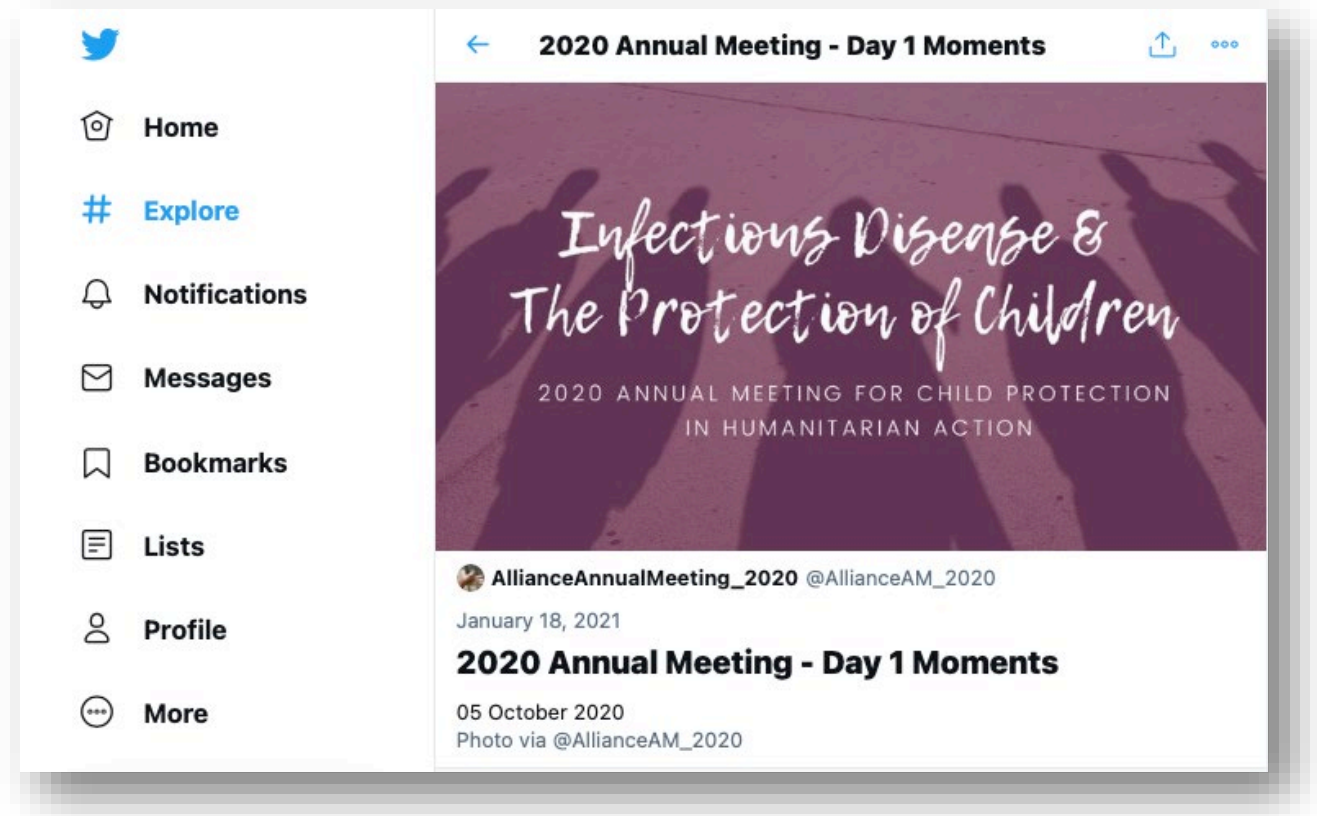 Home
Explore
Notifications
Messages
Bookmarks
Lists
Profile
More
2020 Annual Meeting - Day 1 Moments
Infectious Disease &
The Protection of Children
2020 ANNUAL MEETING FOR CHILD PROTECTION
IN HUMANITARIAN ACTION
AllianceAnnualMeeting_2020 @AllianceAM_2020
January 18, 2021
2020 Annual Meeting - Day 1 Moments
05 October 2020
Photo via @AllianceAM_2020